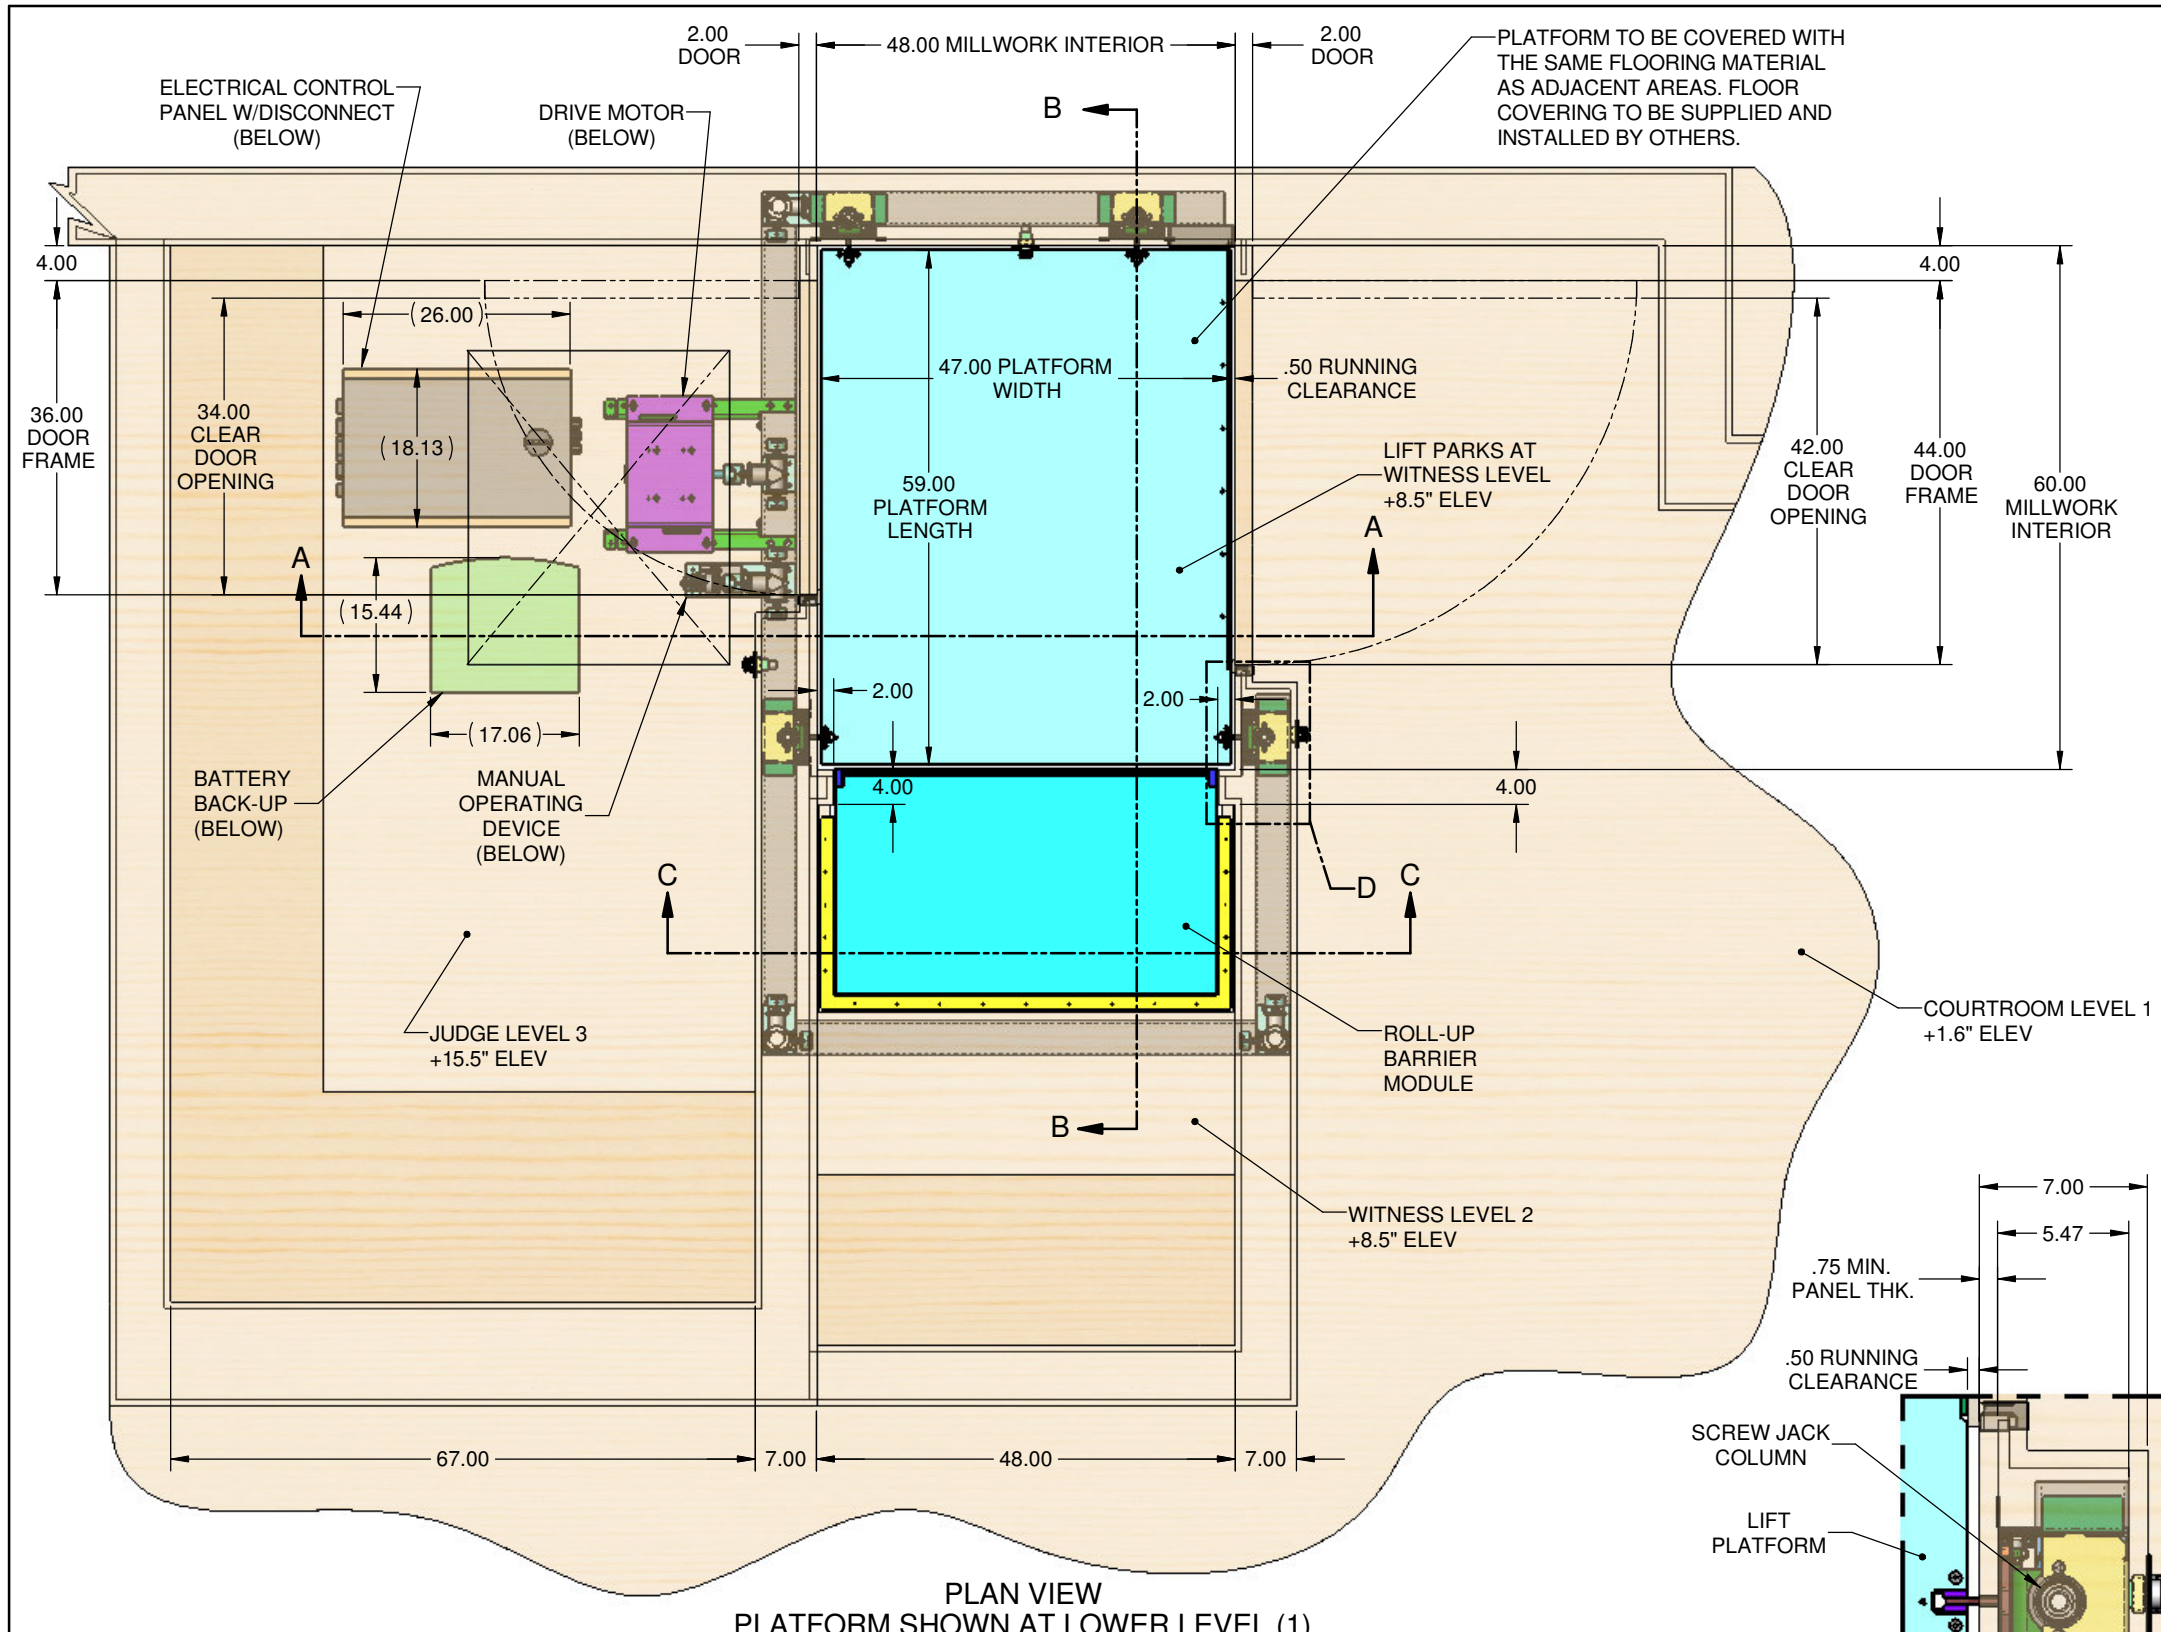 2.00
DOOR
48.00 MILLWORK INTERIOR
2.00
DOOR
PLATFORM TO BE COVERED WITH
THE SAME FLOORING MATERIAL
AS ADJACENT AREAS. FLOOR
COVERING TO BE SUPPLIED AND
INSTALLED BY OTHERS.
ELECTRICAL CONTROL
PANEL W/DISCONNECT
(BELOW)
DRIVE MOTOR
(BELOW)
B
4.00
4.00
(26.00)
36.00
DOOR
FRAME
34.00
CLEAR
DOOR
OPENING
(18.13)
47.00 PLATFORM
WIDTH
.50 RUNNING
CLEARANCE
59.00
PLATFORM
LENGTH
LIFT PARKS AT
WITNESS LEVEL
+8.5" ELEV
42.00
CLEAR
DOOR
OPENING
44.00
DOOR
FRAME
60.00
MILLWORK
INTERIOR
A
A
(15.44)
2.00
2.00
(17.06)
BATTERY
BACK-UP
(BELOW)
MANUAL
OPERATING
DEVICE
(BELOW)
4.00
4.00
C
D
C
JUDGE LEVEL 3
+15.5" ELEV
ROLL-UP
BARRIER
MODULE
COURTROOM LEVEL 1
+1.6" ELEV
B
WITNESS LEVEL 2
+8.5" ELEV
7.00
5.47
.75 MIN.
PANEL THK.
.50 RUNNING
CLEARANCE
SCREW JACK
COLUMN
LIFT
PLATFORM
67.00
7.00
48.00
7.00
PLAN VIEW
PLATFORM SHOWN AT LOWER LEVEL (1)